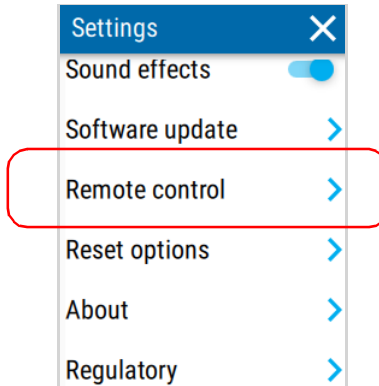 Settings
Sound effects
Software update
Remote control
Reset options
About
Regulatory